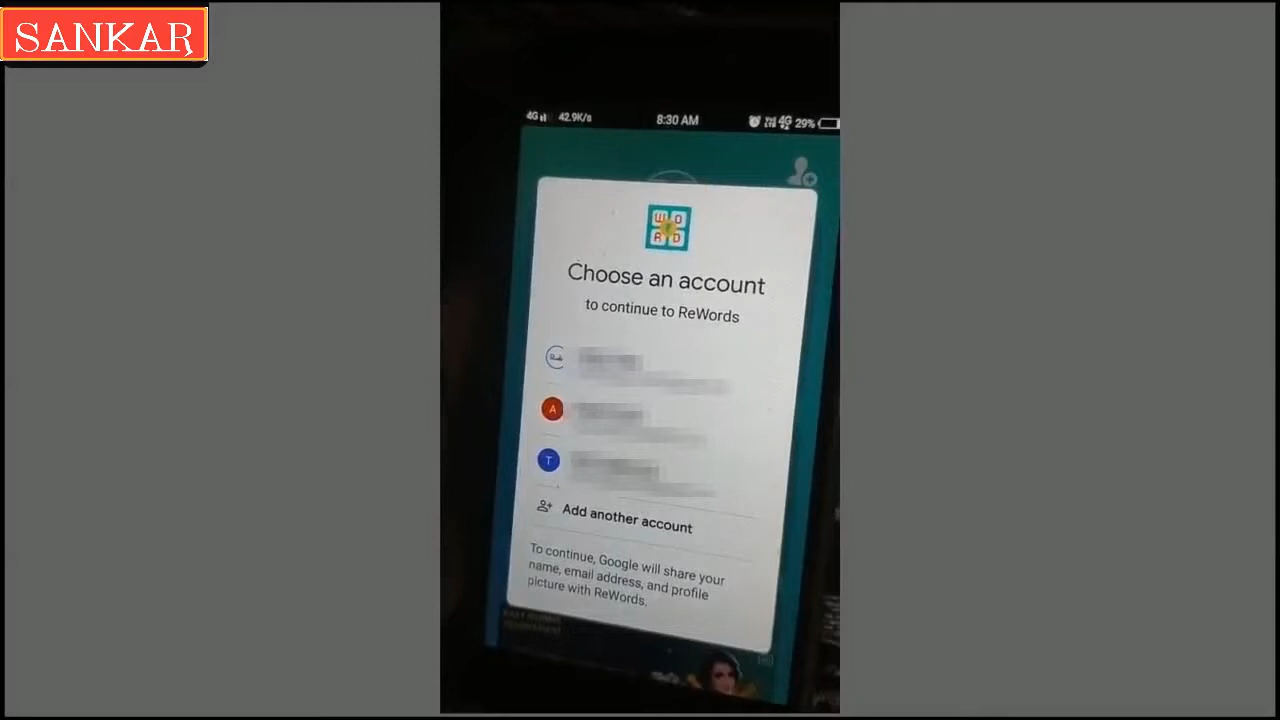 SANKAR
4G 42.9K/s 8:30 AM 4G 29%
W O
R D
Choose an account
to continue to ReWords
A
T
Add another account
To continue, Google will share your
name, email address, and profile
picture with ReWords.